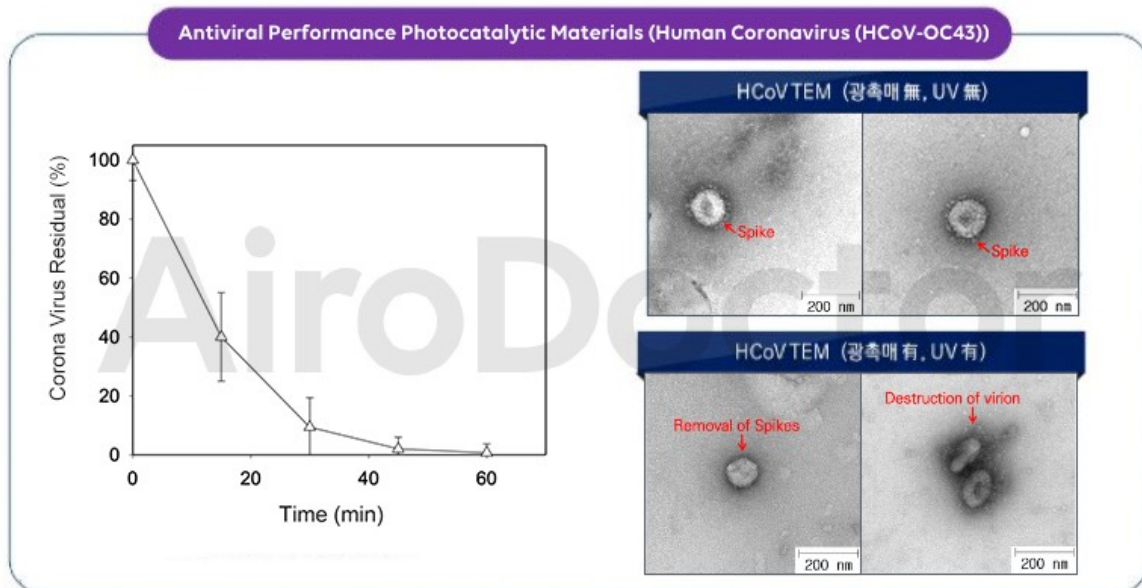 Antiviral Performance Photocatalytic Materials (Human Coronavirus (HCoV-OC43))
Corona Virus Residual (%)
100
80
60
40
20
0
0
20
40
60
Time (min)
AiroDoctor
HCoV TEM (광촉매 無, UV 無)
Spike
200 nm
Spike
200 nm
HCoV TEM (광촉매 有, UV 有)
Removal of Spikes
200 nm
Destruction of virion
200 nm